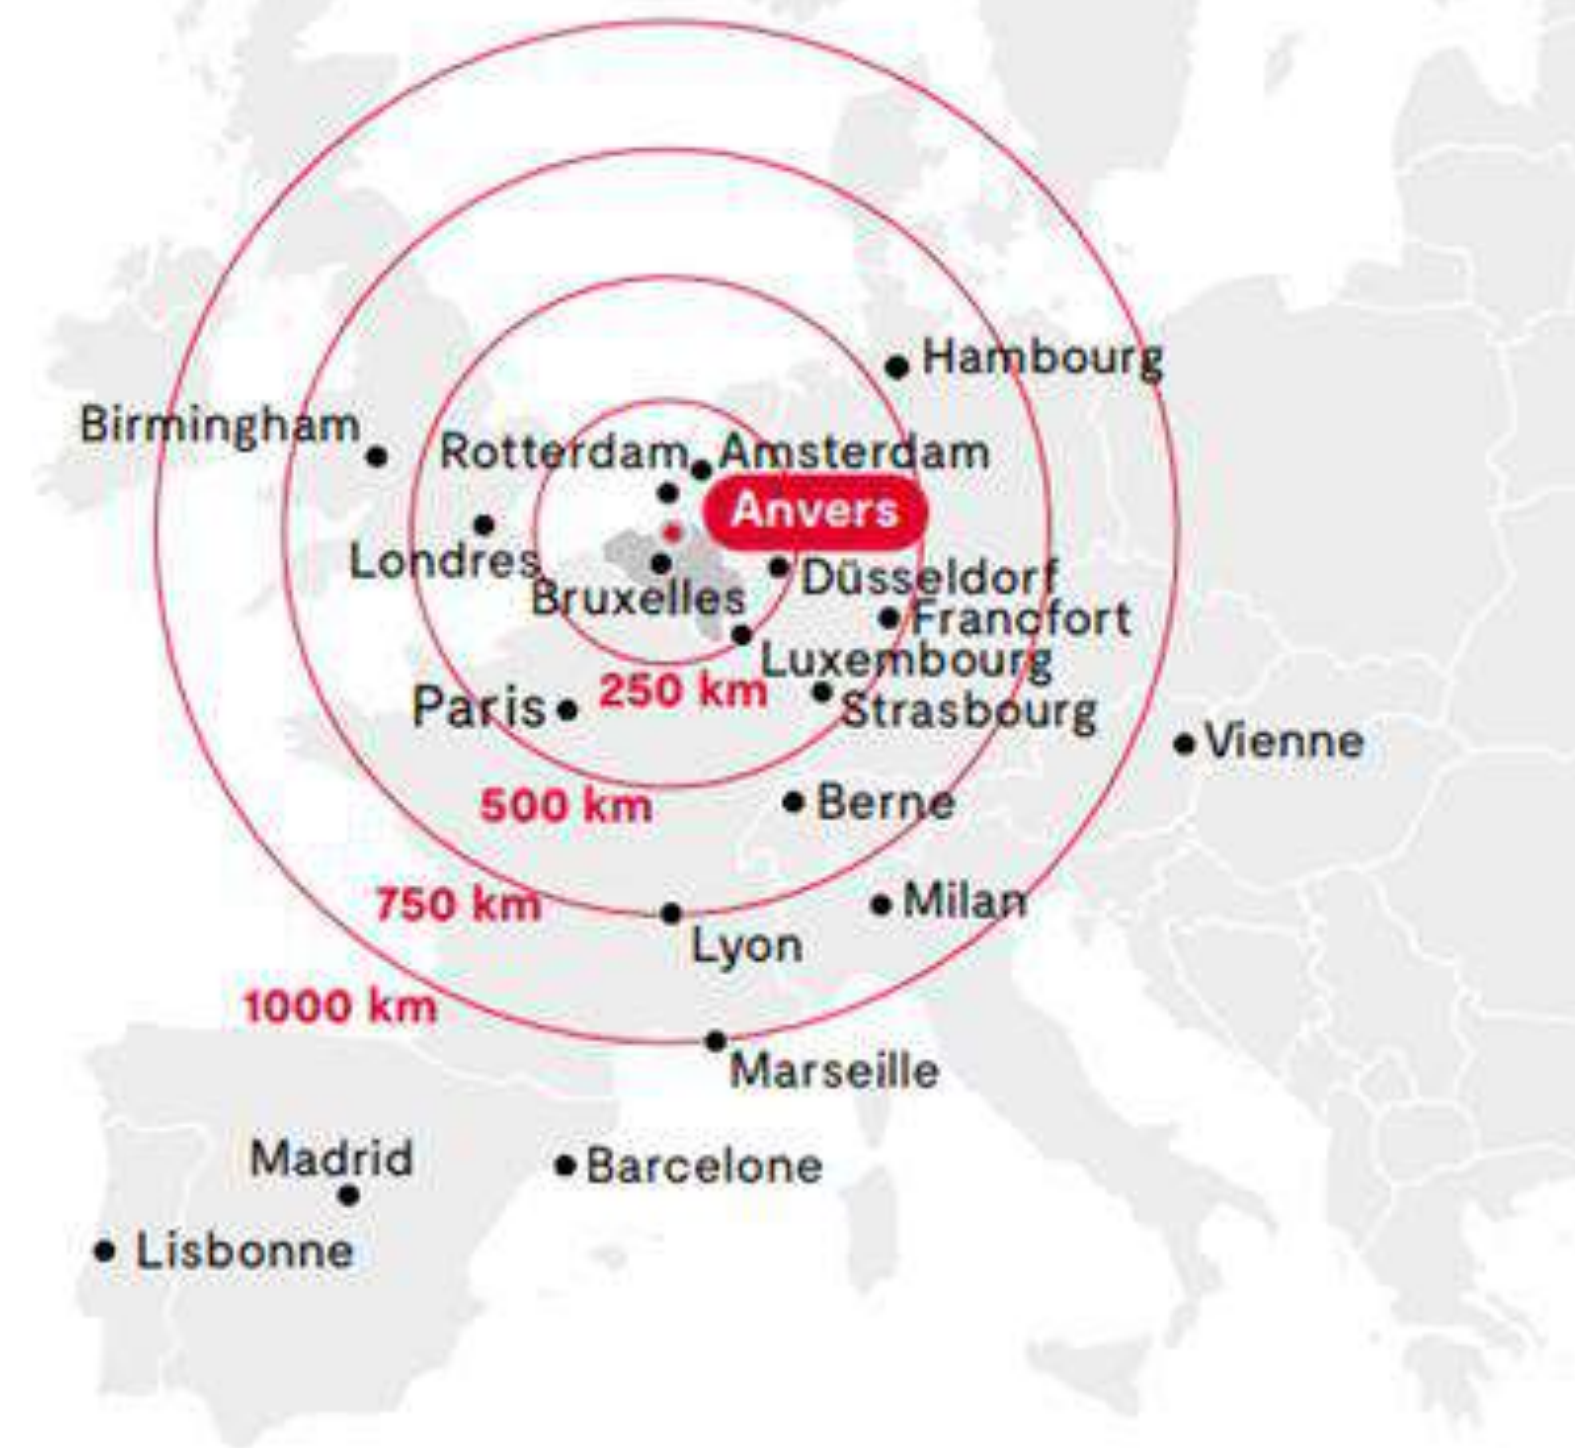 Hambourg
Birmingham
Rotterdam
Amsterdam
Anvers
Londres
Düsseldorf
Bruxelles
Francfort
Luxembourg
250 km
Paris
Strasbourg
Vienne
500 km
Berne
750 km
Milan
Lyon
1000 km
Marseille
Madrid
Barcelone
Lisbonne